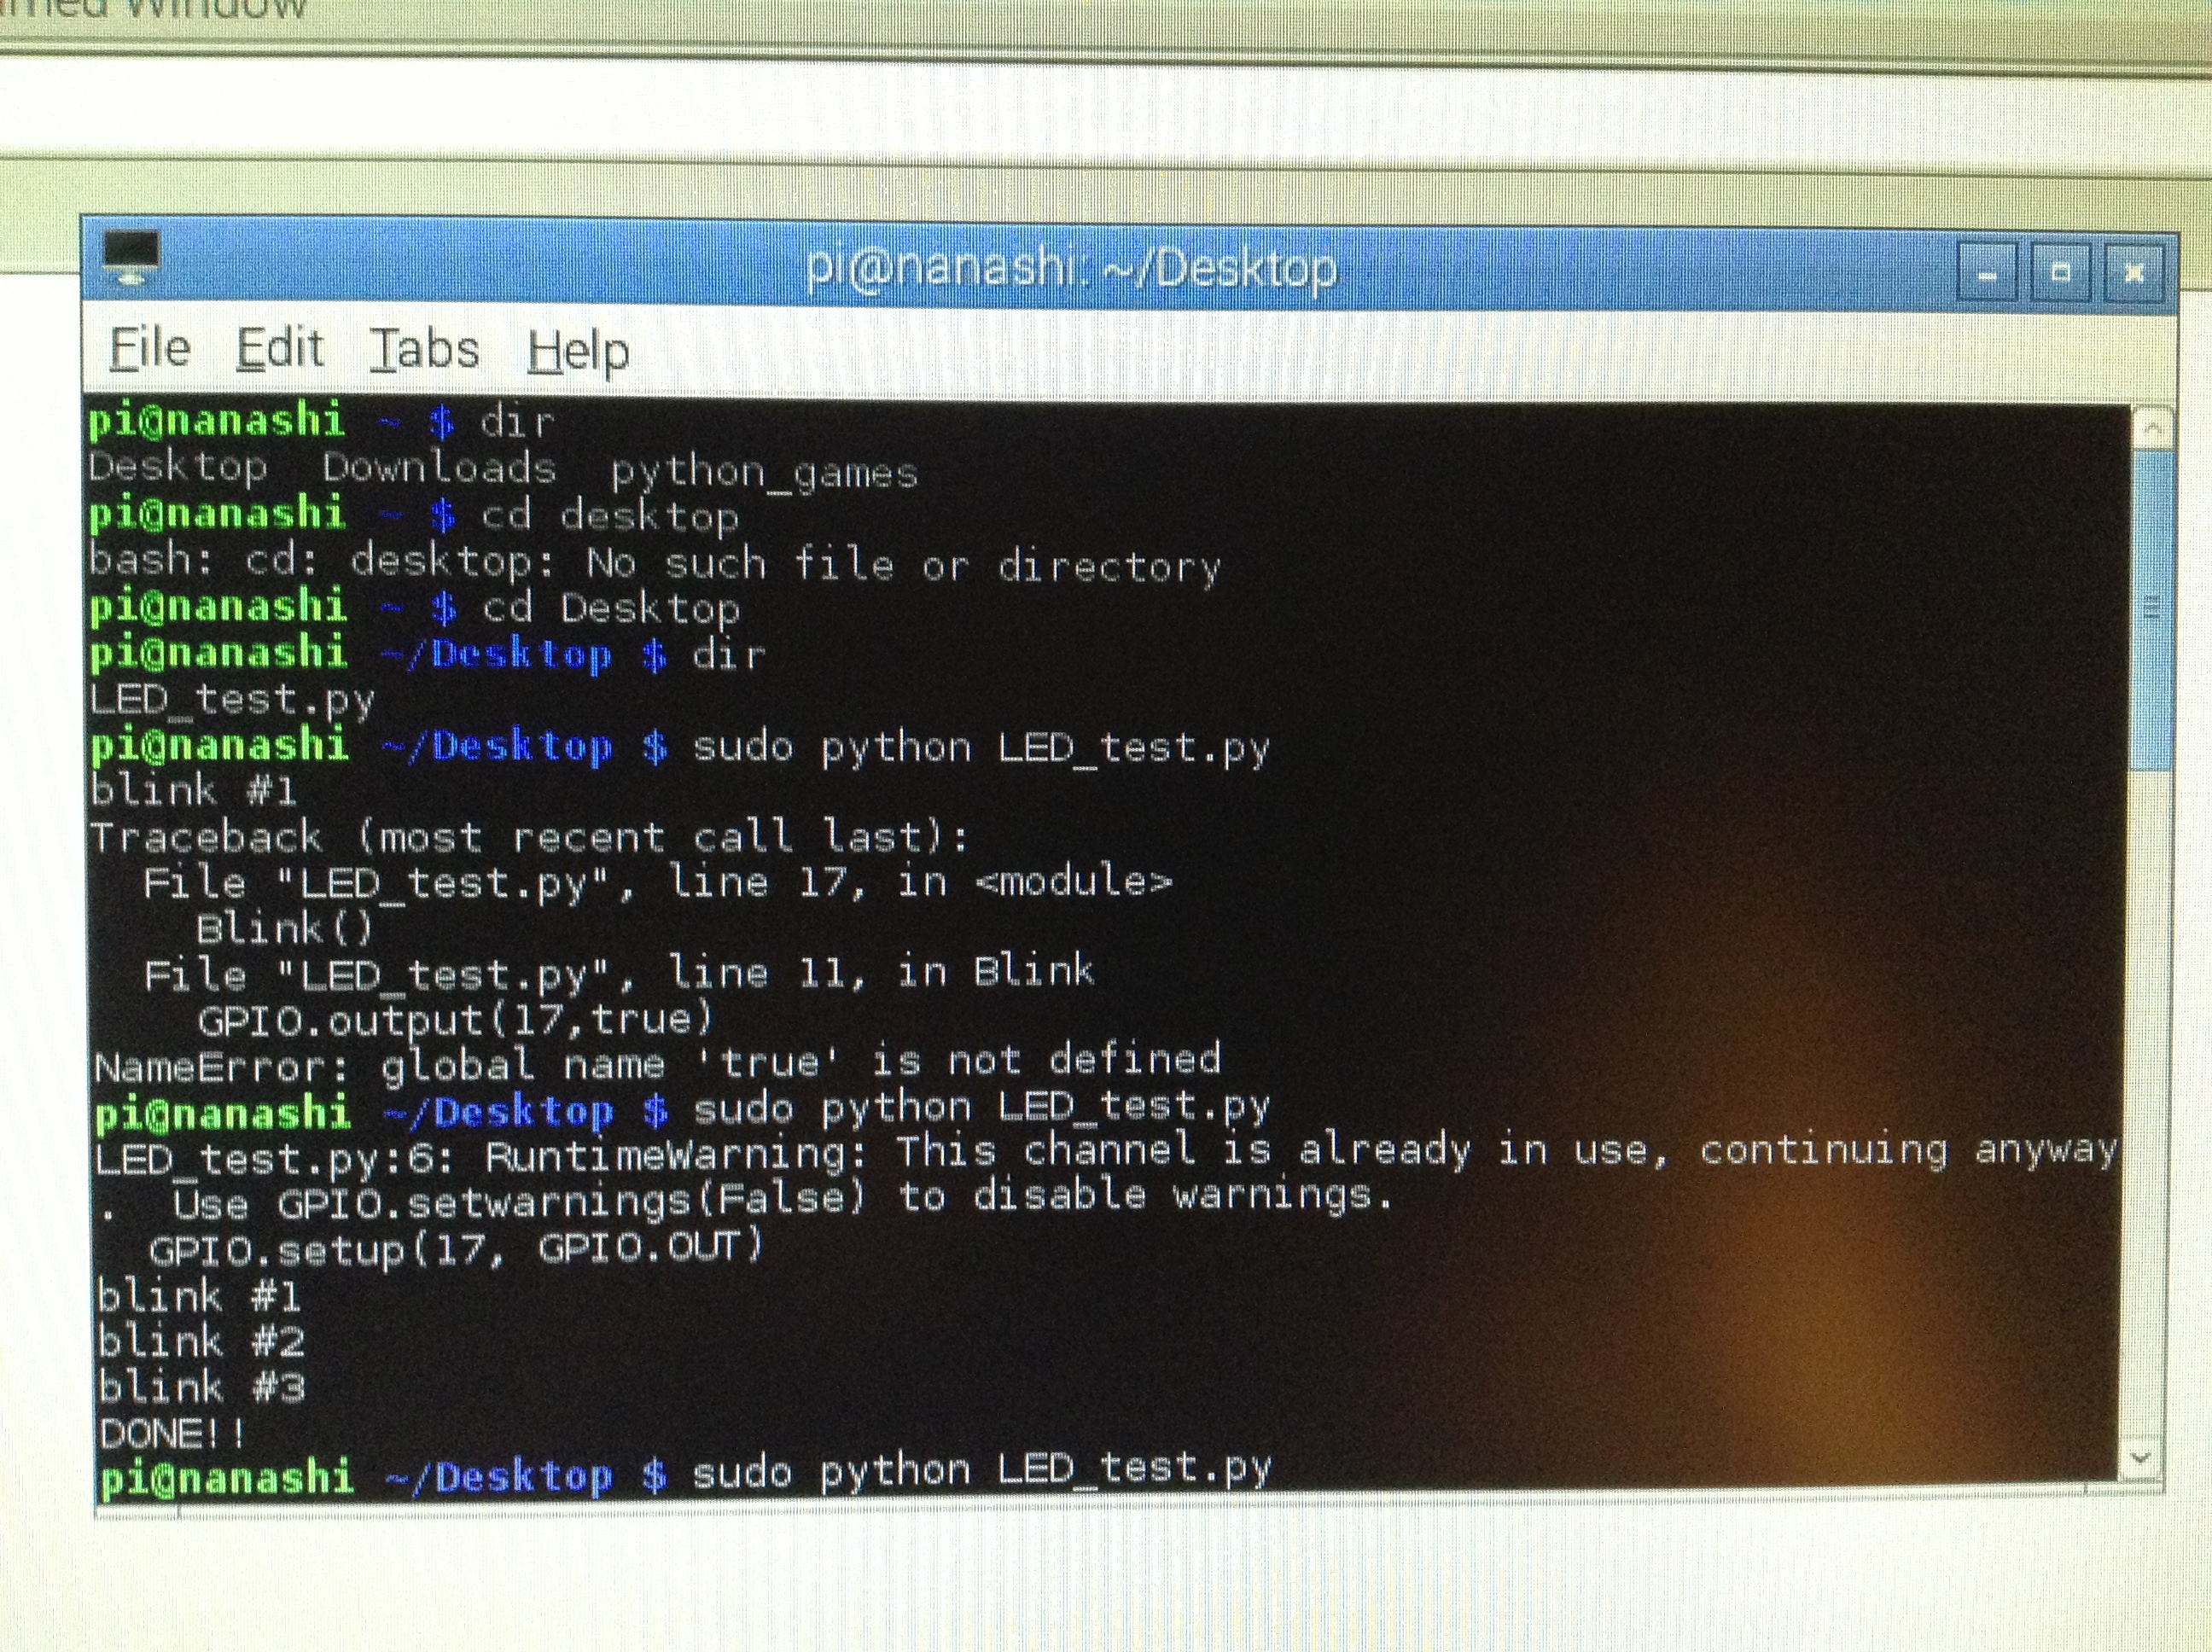 Window
pi@nanashi: ~/Desktop
File Edit Tabs Help
pi@nanashi ~ $ dir
Desktop  Downloads  python_games
pi@nanashi ~ $ cd desktop
bash: cd: desktop: No such file or directory
pi@nanashi ~ $ cd Desktop
pi@nanashi ~/Desktop $ dir
LED_test.py
pi@nanashi ~/Desktop $ sudo python LED_test.py
blink #1
Traceback (most recent call last):
  File "LED_test.py", line 17, in <module>
    Blink()
  File "LED_test.py", line 11, in Blink
    GPIO.output(17,true)
NameError: global name 'true' is not defined
pi@nanashi ~/Desktop $ sudo python LED_test.py
LED_test.py:6: RuntimeWarning: This channel is already in use, continuing anyway
.  Use GPIO.setwarnings(False) to disable warnings.
  GPIO.setup(17, GPIO.OUT)
blink #1
blink #2
blink #3
DONE!!
pi@nanashi ~/Desktop $ sudo python LED_test.py